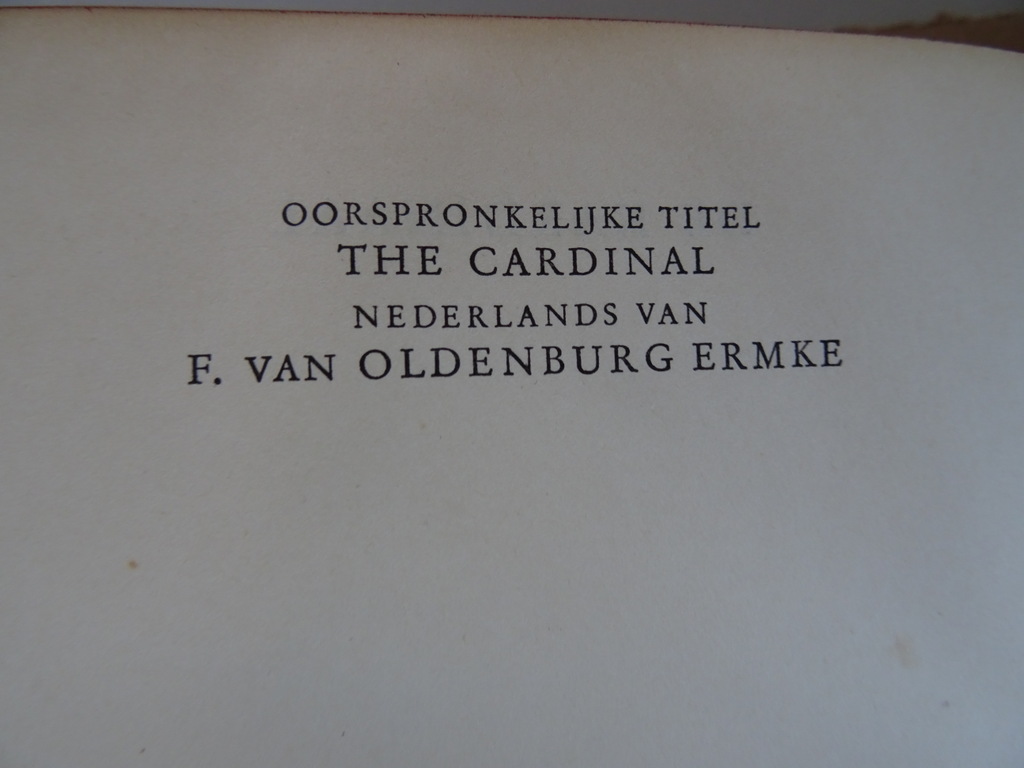 OORSPRONKELIJKE TITEL
THE CARDINAL
NEDERLANDS VAN
F. VAN OLDENBURG ERMKE